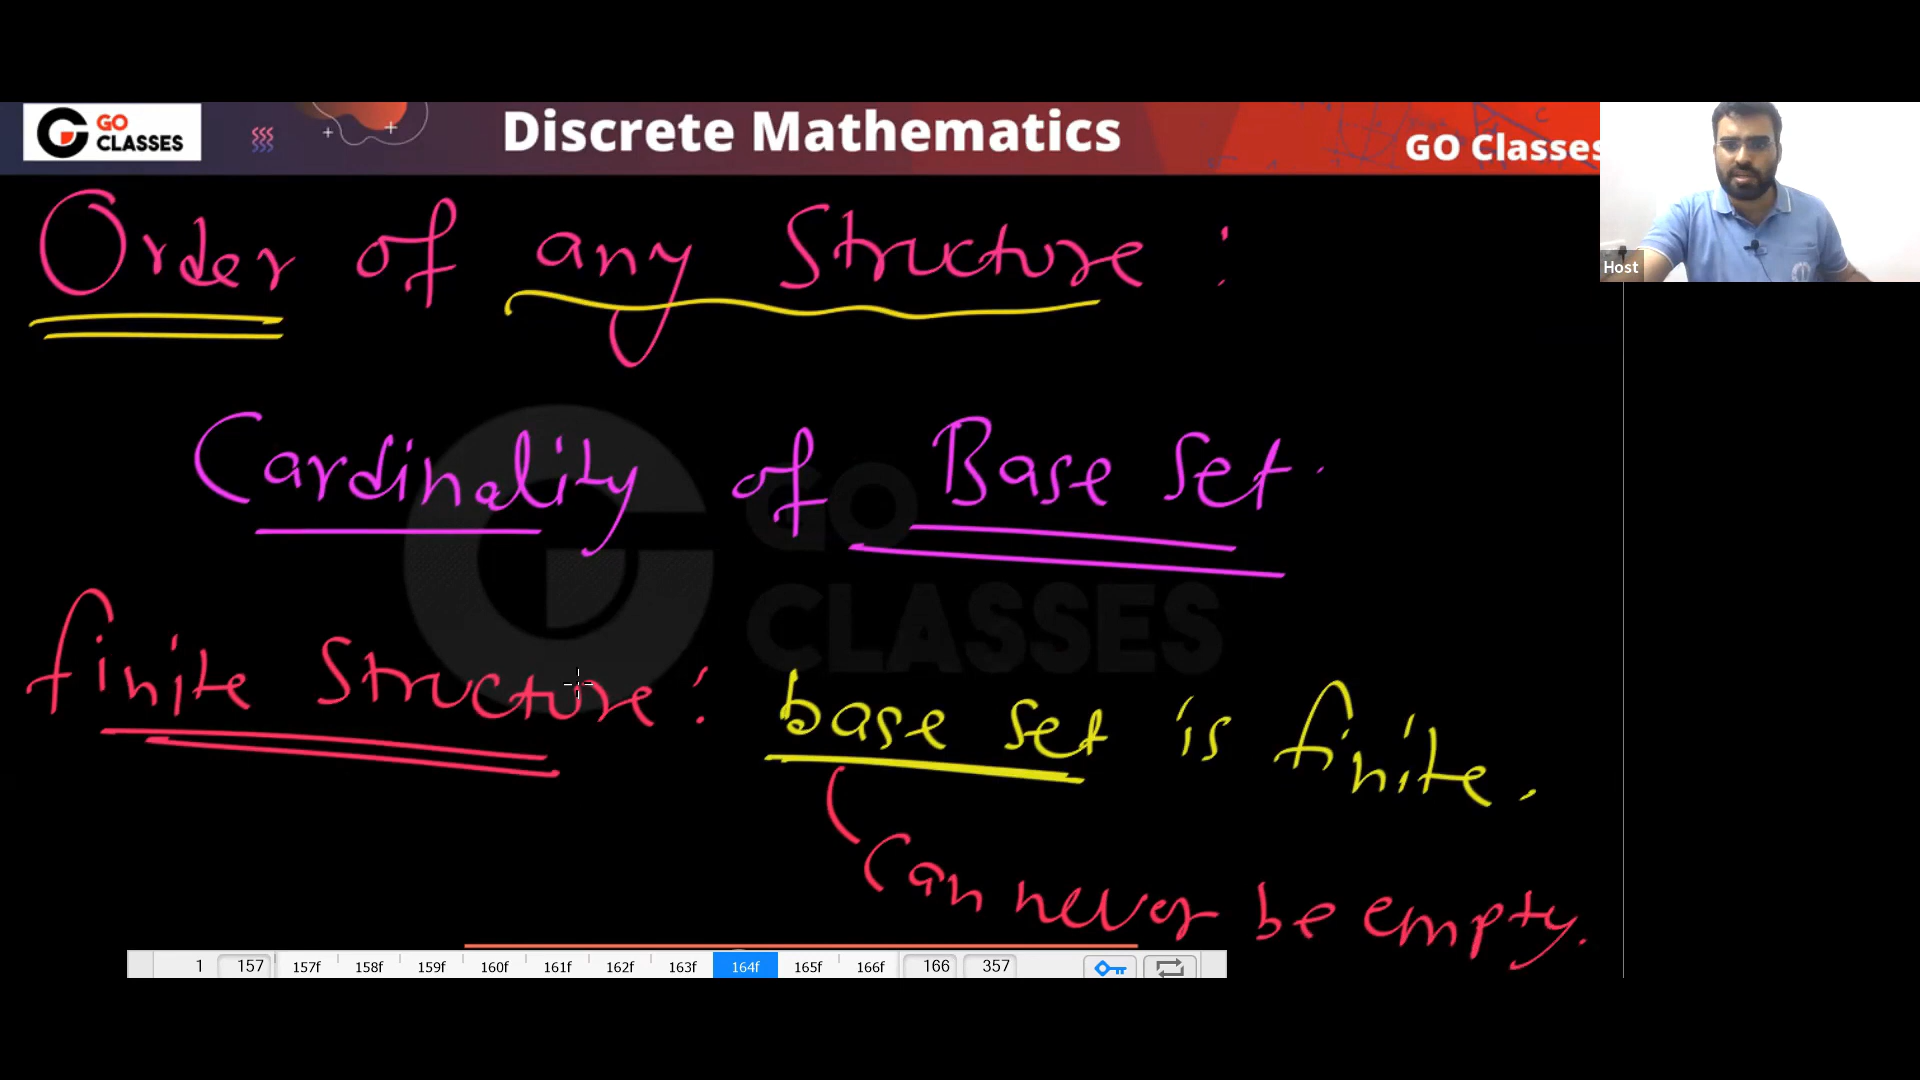 GO
CLASSES
Discrete Mathematics
GO Classes
Host
Order of any Structure :
Cardinality of Base Set.
GO
CLASSES
finite Structure : base set is finite.
Can never be empty.
1 157 157f 158f 159f 160f 161f 162f 163f 164f 165f 166f 166 357